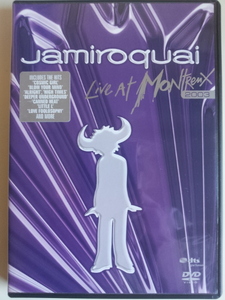 Jamiroquai
Live At Montreux
2003
INCLUDES THE HITS
"COSMIC GIRL"
"BLOW YOUR MIND"
"ALRIGHT" "HIGH TIMES"
"DEEPER UNDERGROUND"
"CANNED HEAT"
"LITTLE L"
"LOVE FOOLOSOPHY"
AND MORE
dts
DVD